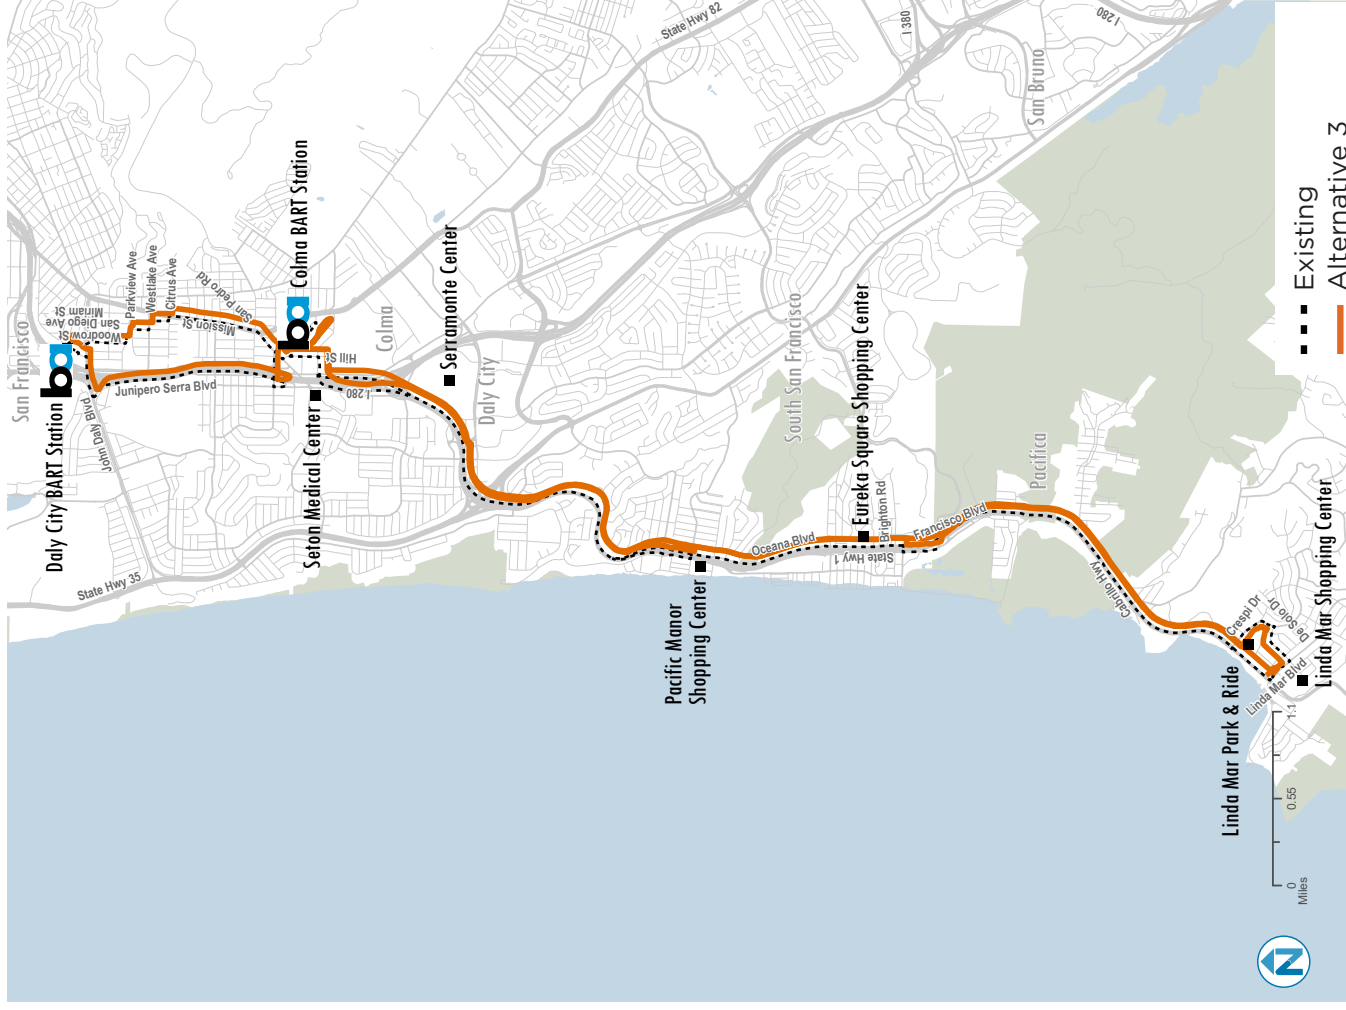 State Hwy 82
I 380
I 280
San Bruno
San Francisco
Daly City BART Station
Miriam St
San Diego Ave
Woodrow St
Parkview Ave
Westlake Ave
Citrus Ave
San Pedro Rd
Mission St
Colma BART Station
Junipero Serra Blvd
John Daly Blvd
Hill St
I 280
Colma
Seton Medical Center
Serramonte Center
Daly City
State Hwy 35
South San Francisco
Eureka Square Shopping Center
Brighton Rd
Oceana Blvd
State Hwy 1
Francisco Blvd
Pacifica
Pacific Manor
Shopping Center
Cabrillo Hwy
Crespi Dr
De Solo Dr
Linda Mar Blvd
Linda Mar Park & Ride
Linda Mar Shopping Center
Existing
Alternative 3
0
0.55
1.1
Miles
N